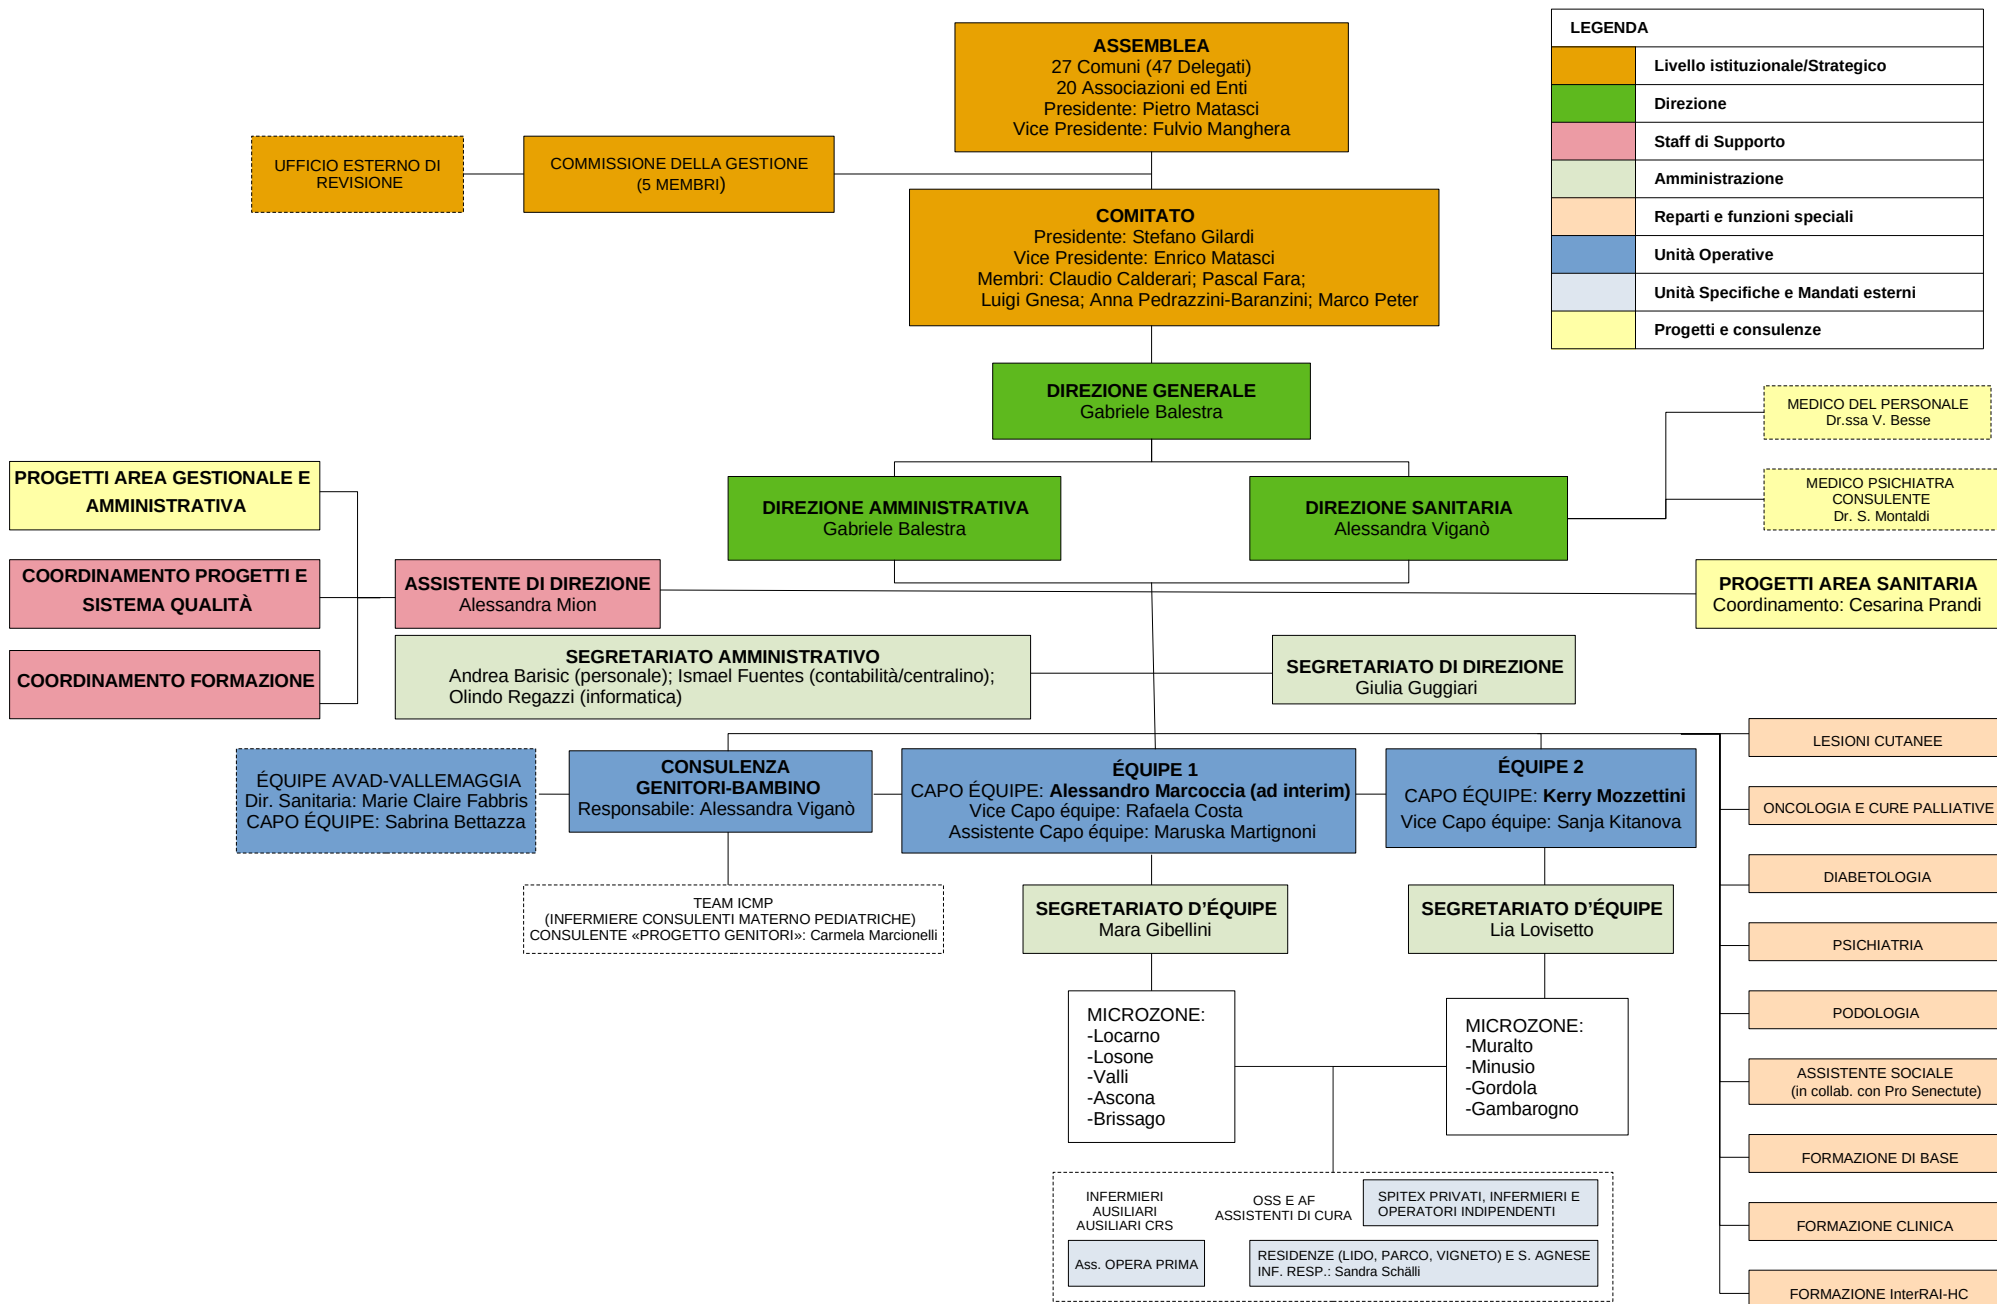 ASSEMBLEA
27 Comuni (47 Delegati)
20 Associazioni ed Enti
Presidente: Pietro Matasci
Vice Presidente: Fulvio Manghera
LEGENDA
Livello istituzionale/Strategico
Direzione
Staff di Supporto
Amministrazione
Reparti e funzioni speciali
Unità Operative
Unità Specifiche e Mandati esterni
Progetti e consulenze
UFFICIO ESTERNO DI
REVISIONE
COMMISSIONE DELLA GESTIONE
(5 MEMBRI)
COMITATO
Presidente: Stefano Gilardi
Vice Presidente: Enrico Matasci
Membri: Claudio Calderari; Pascal Fara;
Luigi Gnesa; Anna Pedrazzini-Baranzini; Marco Peter
DIREZIONE GENERALE
Gabriele Balestra
MEDICO DEL PERSONALE
Dr.ssa V. Besse
MEDICO PSICHIATRA
CONSULENTE
Dr. S. Montaldi
PROGETTI AREA GESTIONALE E
AMMINISTRATIVA
DIREZIONE AMMINISTRATIVA
Gabriele Balestra
DIREZIONE SANITARIA
Alessandra Viganò
COORDINAMENTO PROGETTI E
SISTEMA QUALITÀ
ASSISTENTE DI DIREZIONE
Alessandra Mion
PROGETTI AREA SANITARIA
Coordinamento: Cesarina Prandi
COORDINAMENTO FORMAZIONE
SEGRETARIATO AMMINISTRATIVO
Andrea Barisic (personale); Ismael Fuentes (contabilità/centralino);
Olindo Regazzi (informatica)
SEGRETARIATO DI DIREZIONE
Giulia Guggiari
ÉQUIPE AVAD-VALLEMAGGIA
Dir. Sanitaria: Marie Claire Fabbris
CAPO ÉQUIPE: Sabrina Bettazza
CONSULENZA
GENITORI-BAMBINO
Responsabile: Alessandra Viganò
ÉQUIPE 1
CAPO ÉQUIPE: Alessandro Marcoccia (ad interim)
Vice Capo équipe: Rafaela Costa
Assistente Capo équipe: Maruska Martignoni
ÉQUIPE 2
CAPO ÉQUIPE: Kerry Mozzettini
Vice Capo équipe: Sanja Kitanova
TEAM ICMP
(INFERMIERE CONSULENTI MATERNO PEDIATRICHE)
CONSULENTE «PROGETTO GENITORI»: Carmela Marcionelli
SEGRETARIATO D'ÉQUIPE
Mara Gibellini
SEGRETARIATO D'ÉQUIPE
Lia Lovisetto
MICROZONE:
-Locarno
-Losone
-Valli
-Ascona
-Brissago
MICROZONE:
-Muralto
-Minusio
-Gordola
-Gambarogno
INFERMIERI
AUSILIARI
AUSILIARI CRS
OSS E AF
ASSISTENTI DI CURA
SPITEX PRIVATI, INFERMIERI E
OPERATORI INDIPENDENTI
Ass. OPERA PRIMA
RESIDENZE (LIDO, PARCO, VIGNETO) E S. AGNESE
INF. RESP.: Sandra Schälli
LESIONI CUTANEE
ONCOLOGIA E CURE PALLIATIVE
DIABETOLOGIA
PSICHIATRIA
PODOLOGIA
ASSISTENTE SOCIALE
(in collab. con Pro Senectute)
FORMAZIONE DI BASE
FORMAZIONE CLINICA
FORMAZIONE InterRAI-HC